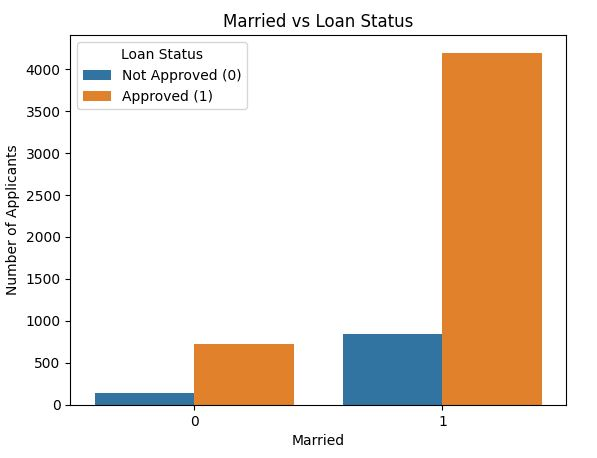 Married vs Loan Status
Loan Status
Not Approved (0)
Approved (1)
Number of Applicants
4000
3500
3000
2500
2000
1500
1000
500
0
0
1
Married